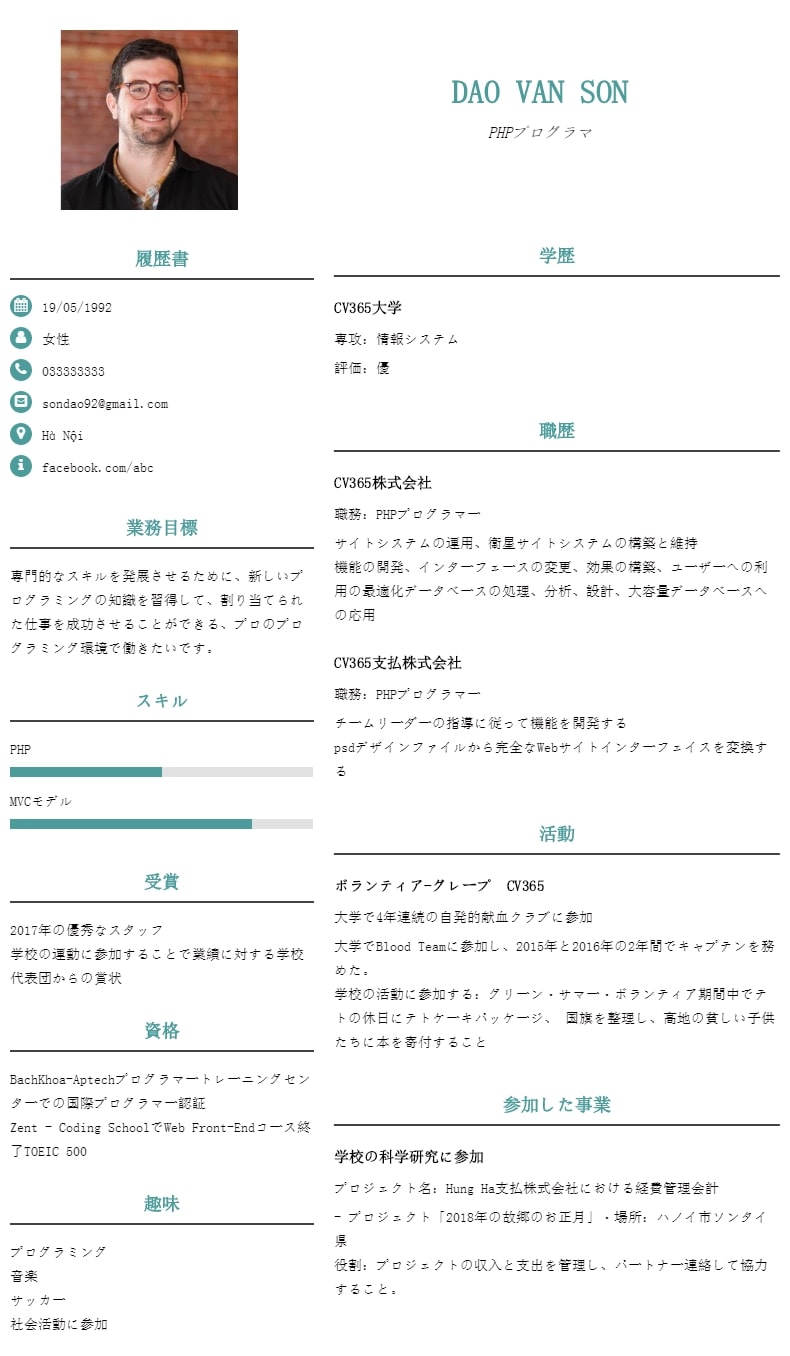 DAO VAN SON
PHPプログラマ
履歴書
19/05/1992
女性
033333333
sondao92@gmail.com
Hà Nội
facebook.com/abc
業務目標
専門的なスキルを発展させるために、新しいプ
ログラミングの知識を習得して、割り当てられ
た仕事を成功させることができる、プロのプロ
グラミング環境で働きたいです。
スキル
PHP
MVCモデル
受賞
2017年の優秀なスタッフ
学校の運動に参加することで業績に対する学校
代表団からの賞状
資格
BachKhoa-Aptechプログラマートレーニングセン
ターでの国際プログラマー認証
Zent - Coding SchoolでWeb Front-Endコース終
了TOEIC 500
趣味
プログラミング
音楽
サッカー
社会活動に参加
学歴
CV365大学
専攻: 情報システム
評価: 優
職歴
CV365株式会社
職務: PHPプログラマー
サイトシステムの運用、衛星サイトシステムの構築と維持
機能の開発、インターフェースの変更、効果の構築、ユーザーへの利
用の最適化データベースの処理、分析、設計、大容量データベースへ
の応用
CV365支払株式会社
職務: PHPプログラマー
チームリーダーの指導に従って機能を開発する
psdデザインファイルから完全なWebサイトインターフェイスを変換す
る
活動
ボランティア-グレープ　CV365
大学で4年連続の自発的献血クラブに参加
大学でBlood Teamに参加し、2015年と2016年の2年間でキャプテンを務
めた。
学校の活動に参加する: グリーン・サマー・ボランティア期間中でテ
トの休日にテトケーキパッケージ、 国旗を整理し、高地の貧しい子供
たちに本を寄付すること
参加した事業
学校の科学研究に参加
プロジェクト名: Hung Ha支払株式会社における経費管理会計
- プロジェクト「2018年の故郷のお正月」・場所: ハノイ市ソンタイ
県
役割: プロジェクトの収入と支出を管理し、パートナー連絡して協力
すること。